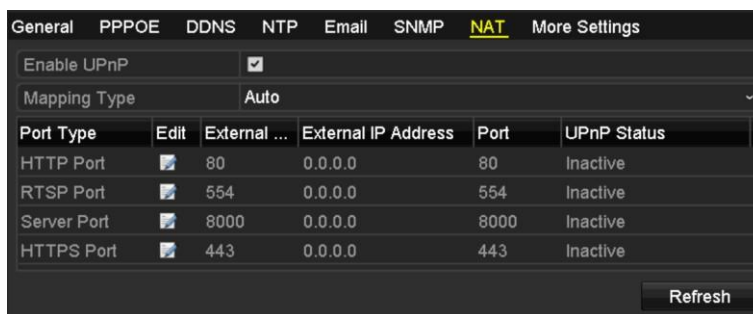 General PPPOE DDNS NTP Email SNMP NAT More Settings
Enable UPnP
Mapping Type Auto
Port Type Edit External ... External IP Address Port UPnP Status
HTTP Port 80 0.0.0.0 80 Inactive
RTSP Port 554 0.0.0.0 554 Inactive
Server Port 8000 0.0.0.0 8000 Inactive
HTTPS Port 443 0.0.0.0 443 Inactive
Refresh